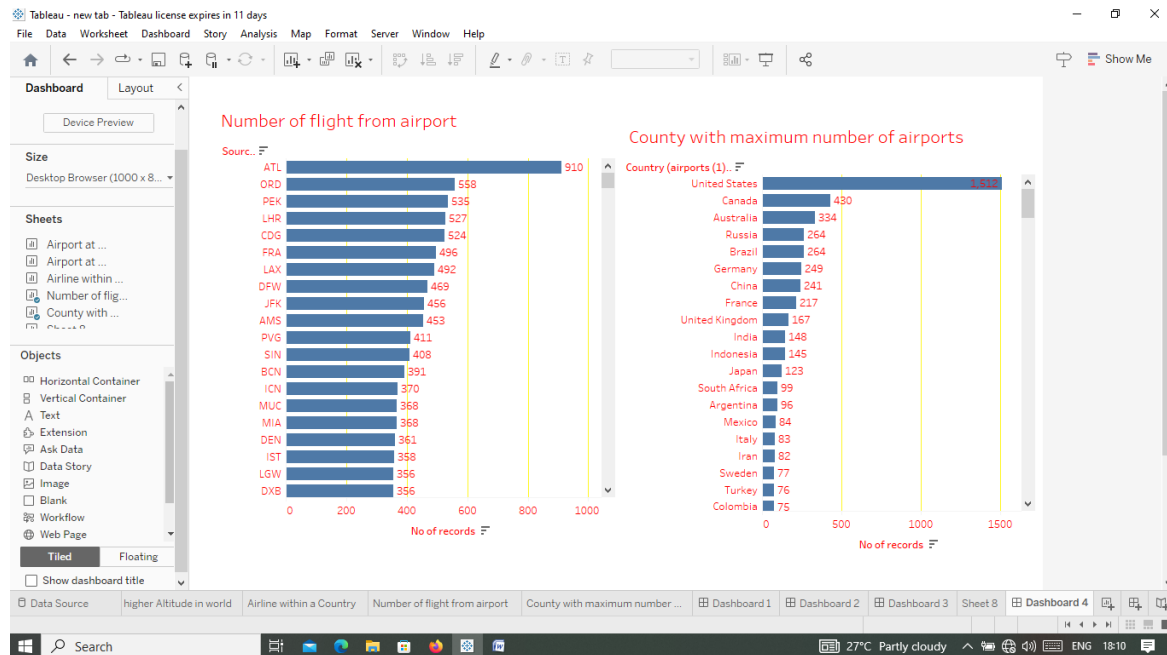 Tableau - new tab - Tableau license expires in 11 days
File Data Worksheet Dashboard Story Analysis Map Format Server Window Help
Show Me
Dashboard Layout
Device Preview
Size
Desktop Browser (1000 x 8...
Sheets
Airport at ...
Airport at ...
Airline within ...
Number of flig...
County with ...
Sheet 8
Objects
Horizontal Container
Vertical Container
Text
Extension
Ask Data
Data Story
Image
Blank
Workflow
Web Page
Tiled Floating
Show dashboard title
Number of flight from airport
Sourc..
ATL 910
ORD 558
PEK 535
LHR 527
CDG 524
FRA 496
LAX 492
DFW 469
JFK 456
AMS 453
PVG 411
SIN 408
BCN 391
ICN 370
MUC 368
MIA 368
DEN 361
IST 358
LGW 356
DXB 356
0 200 400 600 800 1000
No of records
County with maximum number of airports
Country (airports (1)..
United States 1,512
Canada 430
Australia 334
Russia 264
Brazil 264
Germany 249
China 241
France 217
United Kingdom 167
India 148
Indonesia 145
Japan 123
South Africa 99
Argentina 96
Mexico 84
Italy 83
Iran 82
Sweden 77
Turkey 76
Colombia 75
0 500 1000 1500
No of records
Data Source higher Altitude in world Airline within a Country Number of flight from airport County with maximum number ... Dashboard 1 Dashboard 2 Dashboard 3 Sheet 8 Dashboard 4
Search 27°C Partly cloudy ENG 18:10